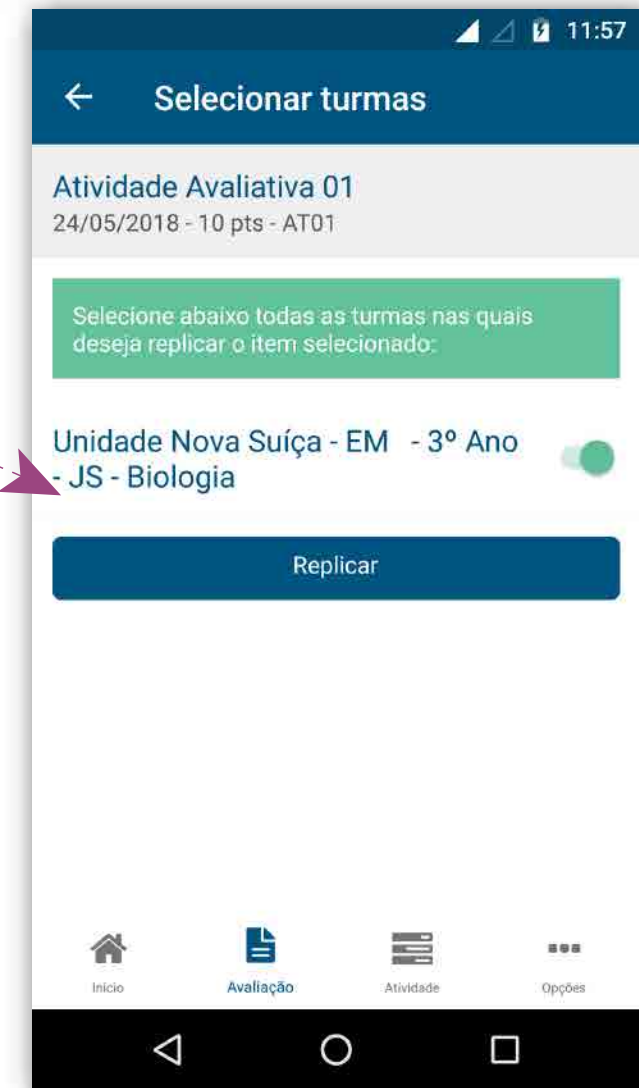 11:57
Selecionar turmas
Atividade Avaliativa 01
24/05/2018 - 10 pts - AT01
Selecione abaixo todas as turmas nas quais
deseja replicar o item selecionado:
Unidade Nova Suíça - EM - 3º Ano
- JS - Biologia
Replicar
Início
Avaliação
Atividade
Opções